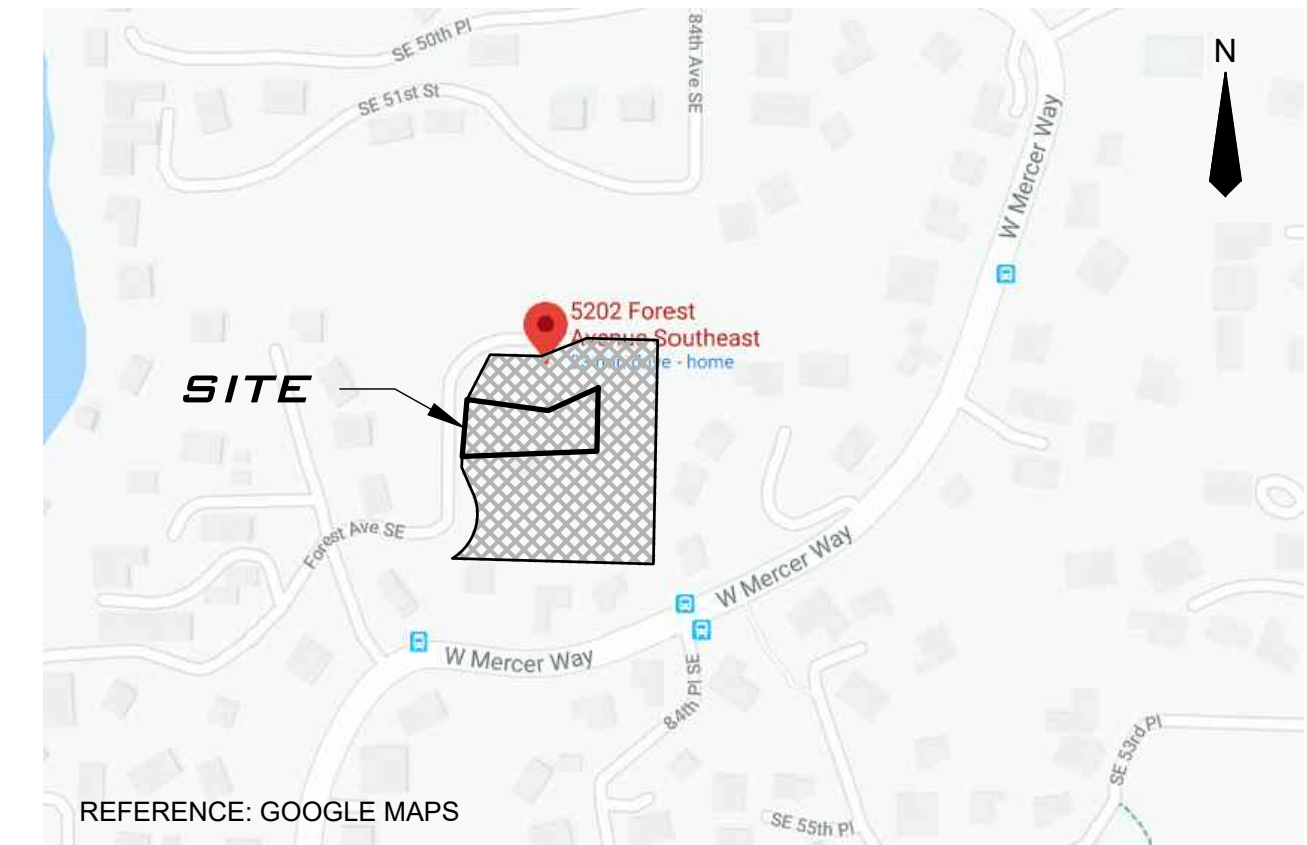 SE 50th Pl
84th Ave SE
SE 51st St
N
W Mercer Way
5202 Forest
Avenue Southeast
drive - home
SITE
Forest Ave SE
W Mercer Way
W Mercer Way
84th Pl SE
SE 53rd Pl
REFERENCE: GOOGLE MAPS
SE 55th Pl